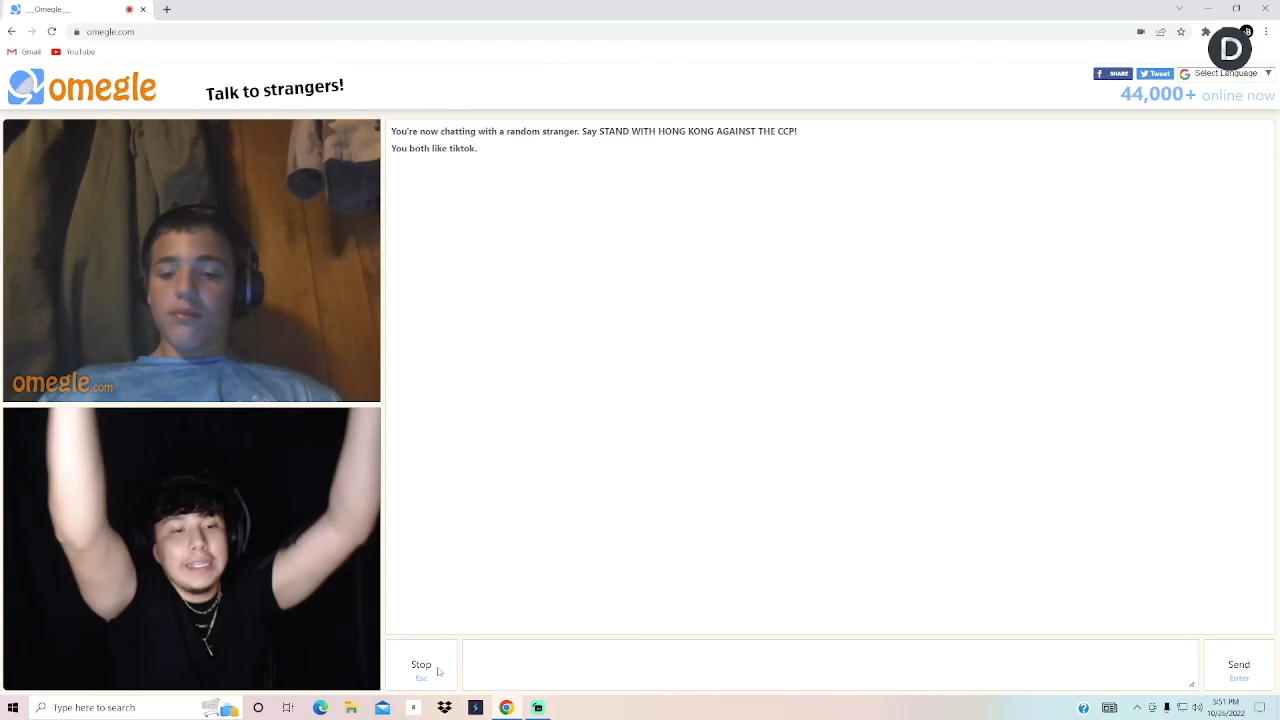 __Omegle__
omegle.com
Gmail YouTube
omegle
Talk to strangers!
f SHARE Tweet Select Language
44,000+ online now
D
You're now chatting with a random stranger. Say STAND WITH HONG KONG AGAINST THE CCP!
You both like tiktok.
omegle.com
Stop
Esc
Send
Enter
Type here to search
5:51 PM
10/26/2022